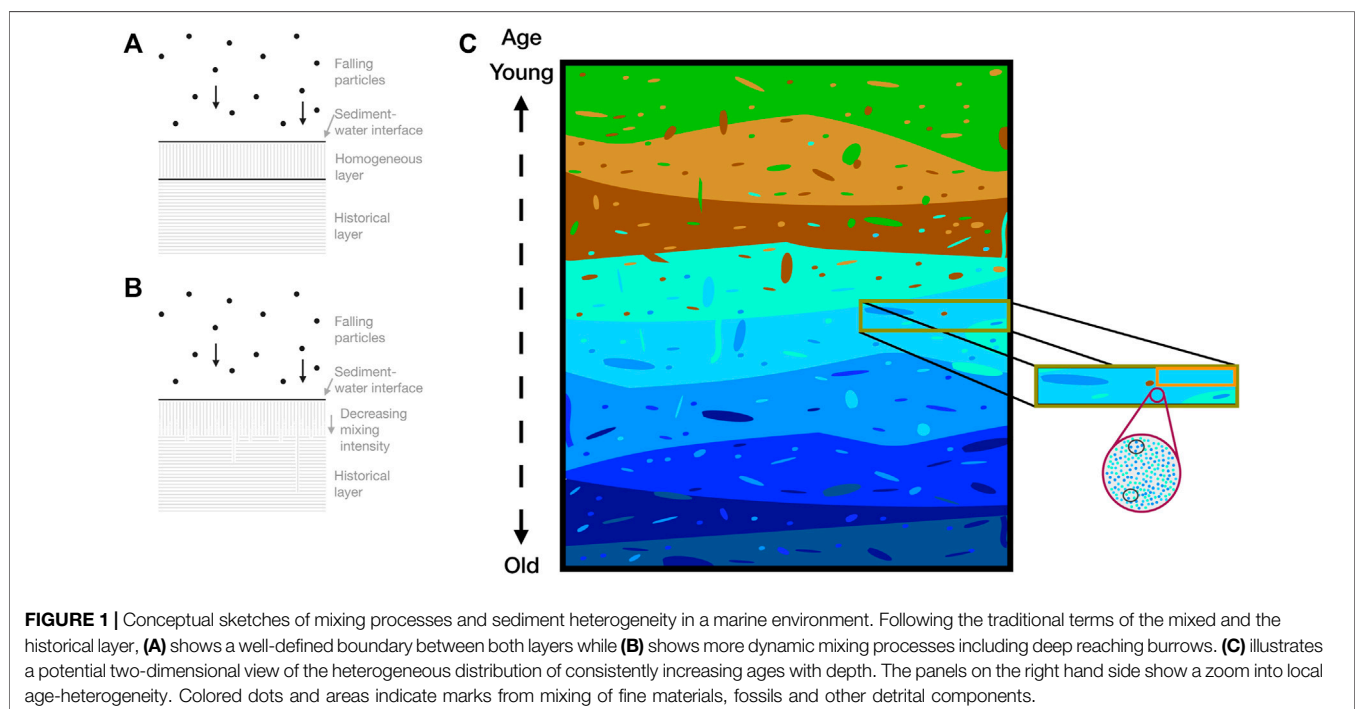 A
Falling
particles
Sediment-
water interface
Homogeneous
layer
Historical
layer
B
Falling
particles
Sediment-
water interface
Decreasing
mixing
intensity
Historical
layer
C
Age
Young
Old
FIGURE 1 | Conceptual sketches of mixing processes and sediment heterogeneity in a marine environment. Following the traditional terms of the mixed and the
historical layer, (A) shows a well-defined boundary between both layers while (B) shows more dynamic mixing processes including deep reaching burrows. (C) illustrates
a potential two-dimensional view of the heterogeneous distribution of consistently increasing ages with depth. The panels on the right hand side show a zoom into local
age-heterogeneity. Colored dots and areas indicate marks from mixing of fine materials, fossils and other detrital components.